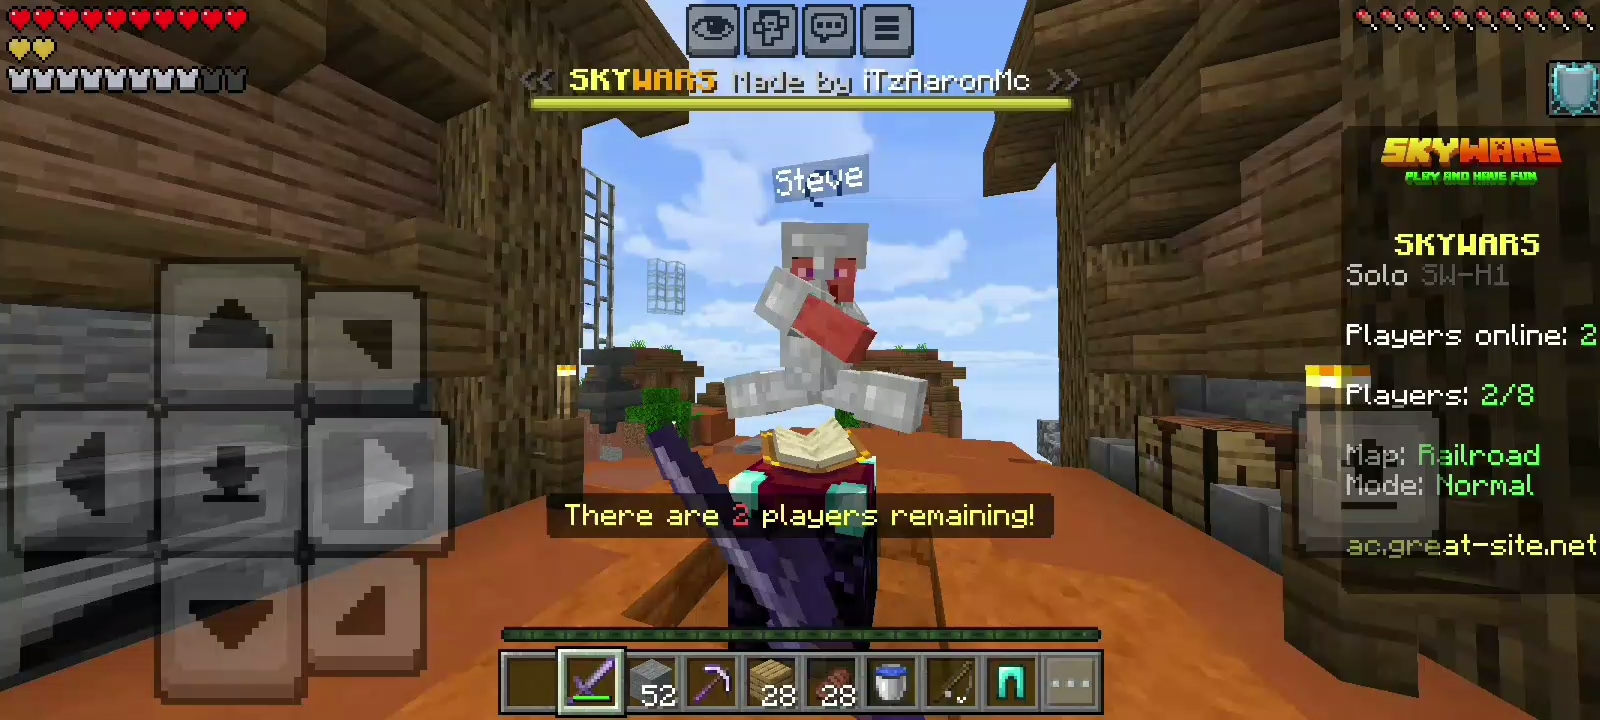 << SKYWARS Made by iTzAaronMc >>
Steve
SKYWARS
PLAY AND HAVE FUN
SKYWARS
Solo SW-H1
Players online: 2
Players: 2/8
Map: Railroad
Mode: Normal
There are 2 players remaining!
ac.great-site.net
52
28
28